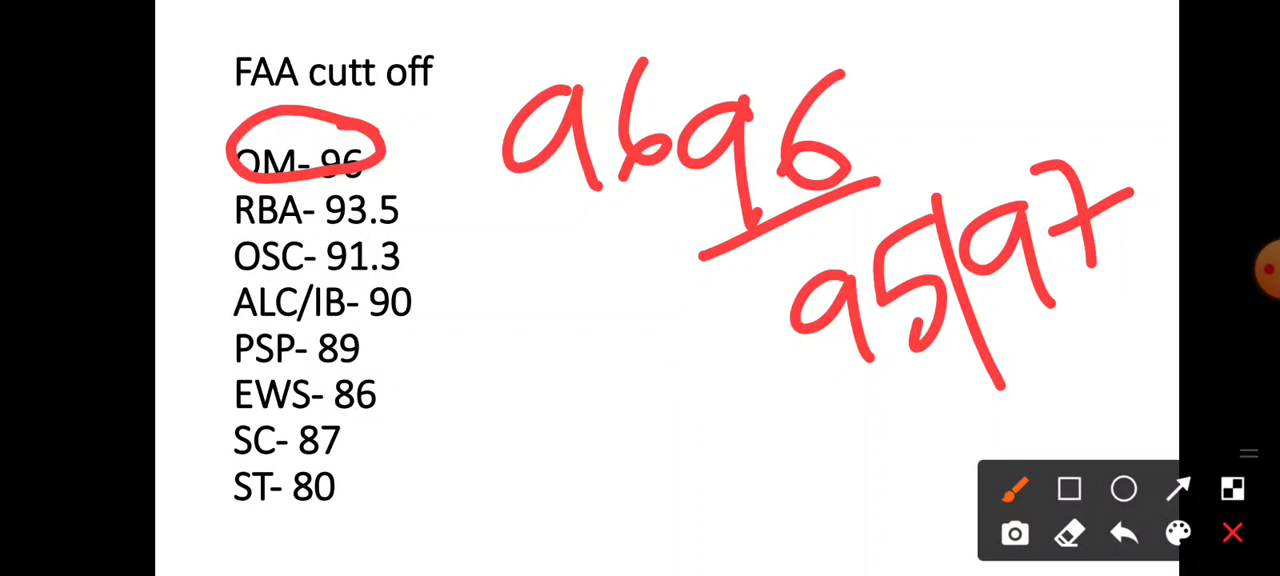 FAA cutt off
96 96
OM- 96
RBA- 93.5
95/97
OSC- 91.3
ALC/IB- 90
PSP- 89
EWS- 86
SC- 87
ST- 80